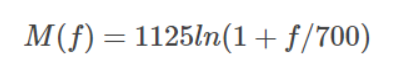 M(f) = 1125ln(1 + f/700)